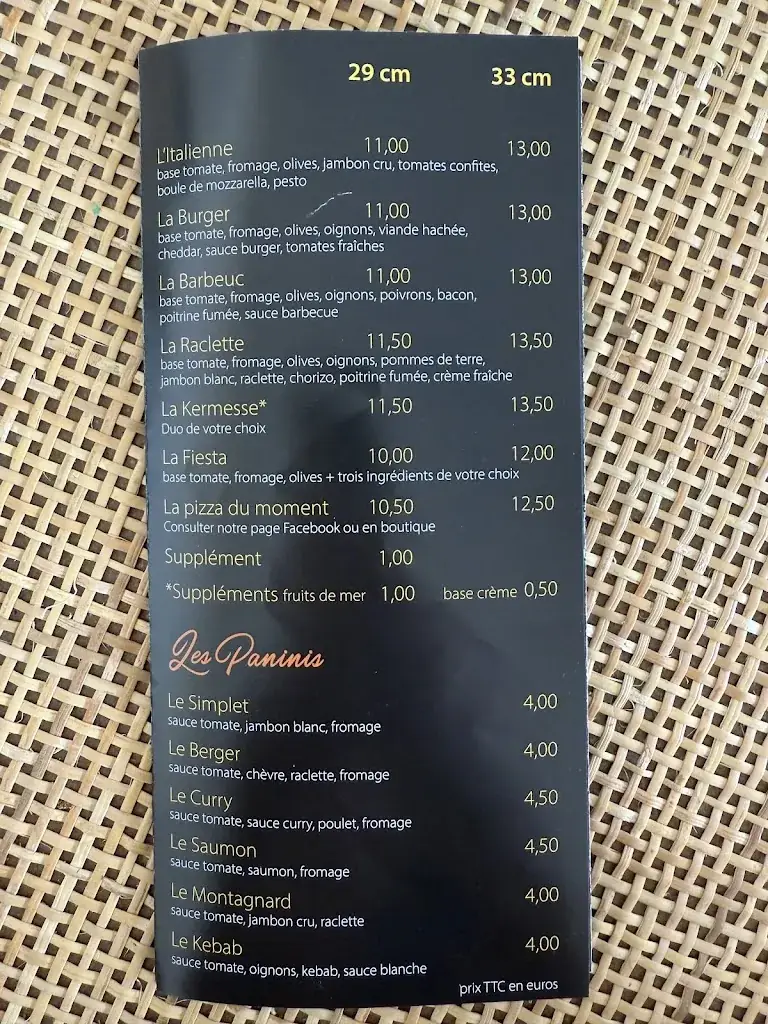 29 cm 33 cm
L'Italienne 11,00 13,00
base tomate, fromage, olives, jambon cru, tomates confites,
boule de mozzarella, pesto
La Burger 11,00 13,00
base tomate, fromage, olives, oignons, viande hachée,
cheddar, sauce burger, tomates fraîches
La Barbeuc 11,00 13,00
base tomate, fromage, olives, oignons, poivrons, bacon,
poitrine fumée, sauce barbecue
La Raclette 11,50 13,50
base tomate, fromage, olives, oignons, pommes de terre,
jambon blanc, raclette, chorizo, poitrine fumée, crème fraîche
La Kermesse* 11,50 13,50
Duo de votre choix
La Fiesta 10,00 12,00
base tomate, fromage, olives + trois ingrédients de votre choix
La pizza du moment 10,50 12,50
Consulter notre page Facebook ou en boutique
Supplément 1,00
*Suppléments fruits de mer 1,00 base crème 0,50
Les Paninis
Le Simplet 4,00
sauce tomate, jambon blanc, fromage
Le Berger 4,00
sauce tomate, chèvre, raclette, fromage
Le Curry 4,50
sauce tomate, sauce curry, poulet, fromage
Le Saumon 4,50
sauce tomate, saumon, fromage
Le Montagnard 4,00
sauce tomate, jambon cru, raclette
Le Kebab 4,00
sauce tomate, oignons, kebab, sauce blanche
prix TTC en euros